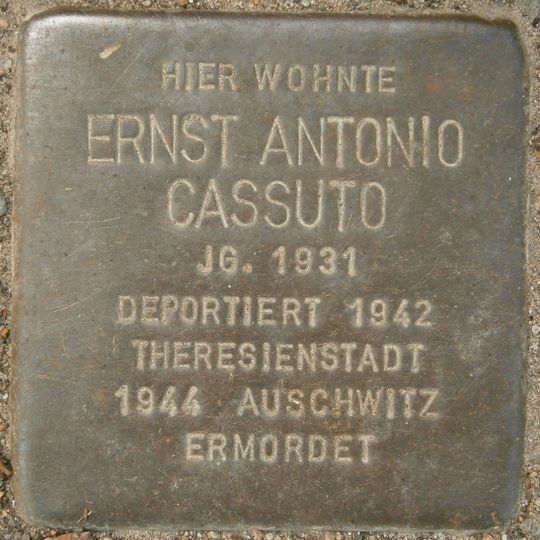 HIER WOHNTE
ERNST ANTONIO
CASSUTO
JG. 1931
DEPORTIERT 1942
THERESIENSTADT
1944 AUSCHWITZ
ERMORDET